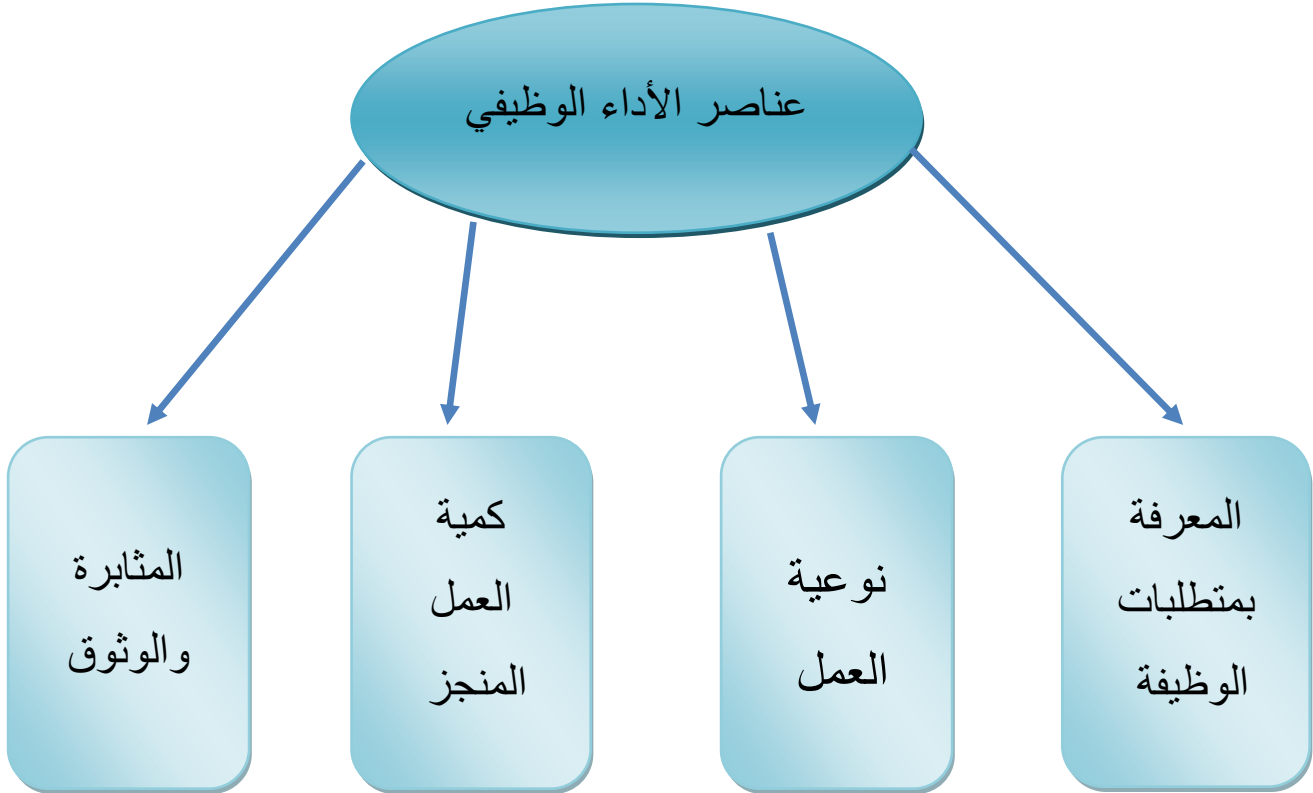 عناصر الأداء الوظيفي
المعرفة
بمتطلبات
الوظيفة
نوعية
العمل
كمية
العمل
المنجز
المثابرة
والوثوق